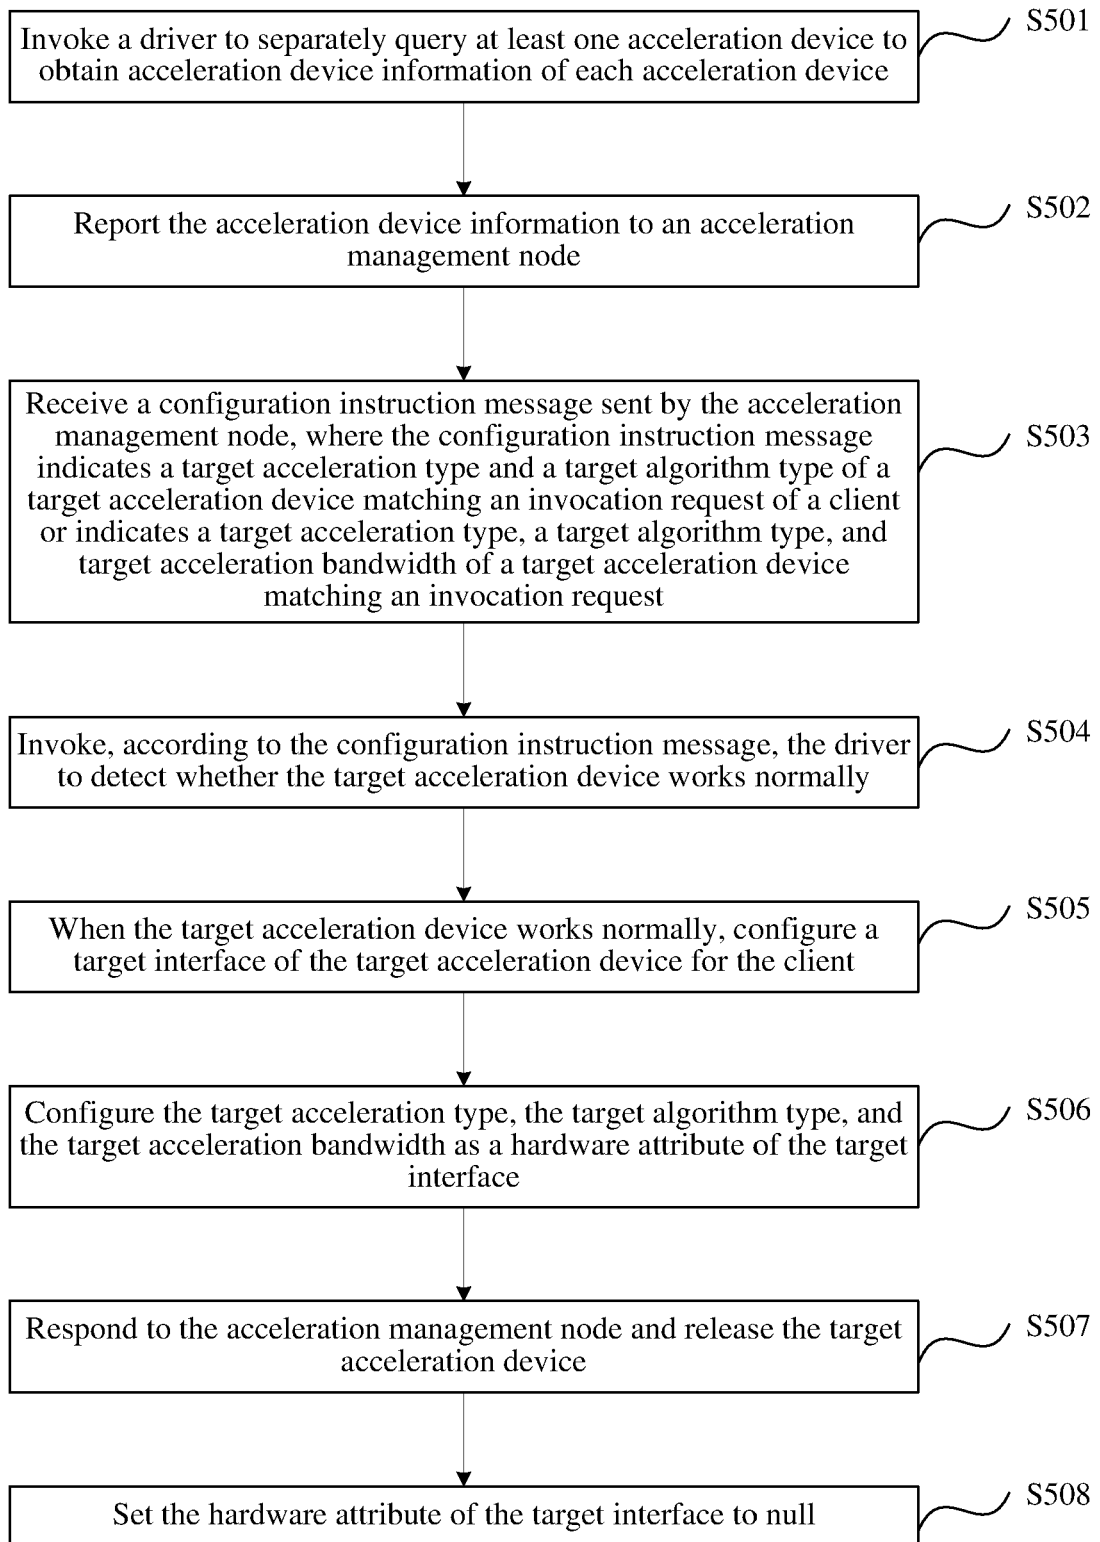 Invoke a driver to separately query at least one acceleration device to
obtain acceleration device information of each acceleration device
S501
Report the acceleration device information to an acceleration
management node
S502
Receive a configuration instruction message sent by the acceleration
management node, where the configuration instruction message
indicates a target acceleration type and a target algorithm type of a
target acceleration device matching an invocation request of a client
or indicates a target acceleration type, a target algorithm type, and
target acceleration bandwidth of a target acceleration device
matching an invocation request
S503
Invoke, according to the configuration instruction message, the driver
to detect whether the target acceleration device works normally
S504
When the target acceleration device works normally, configure a
target interface of the target acceleration device for the client
S505
Configure the target acceleration type, the target algorithm type, and
the target acceleration bandwidth as a hardware attribute of the target
interface
S506
Respond to the acceleration management node and release the target
acceleration device
S507
Set the hardware attribute of the target interface to null
S508